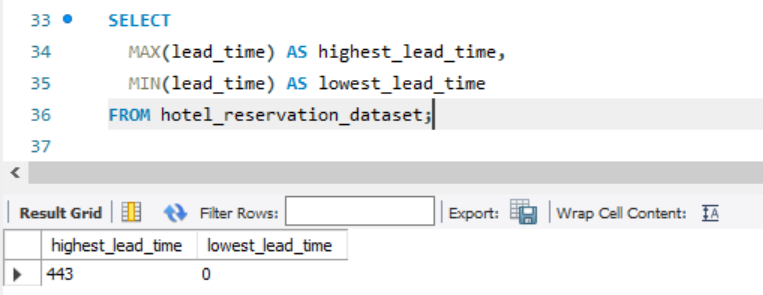 33 SELECT
34 MAX(lead_time) AS highest_lead_time,
35 MIN(lead_time) AS lowest_lead_time
36 FROM hotel_reservation_dataset;
37
Result Grid Filter Rows: Export: Wrap Cell Content: IA
highest_lead_time lowest_lead_time
443 0